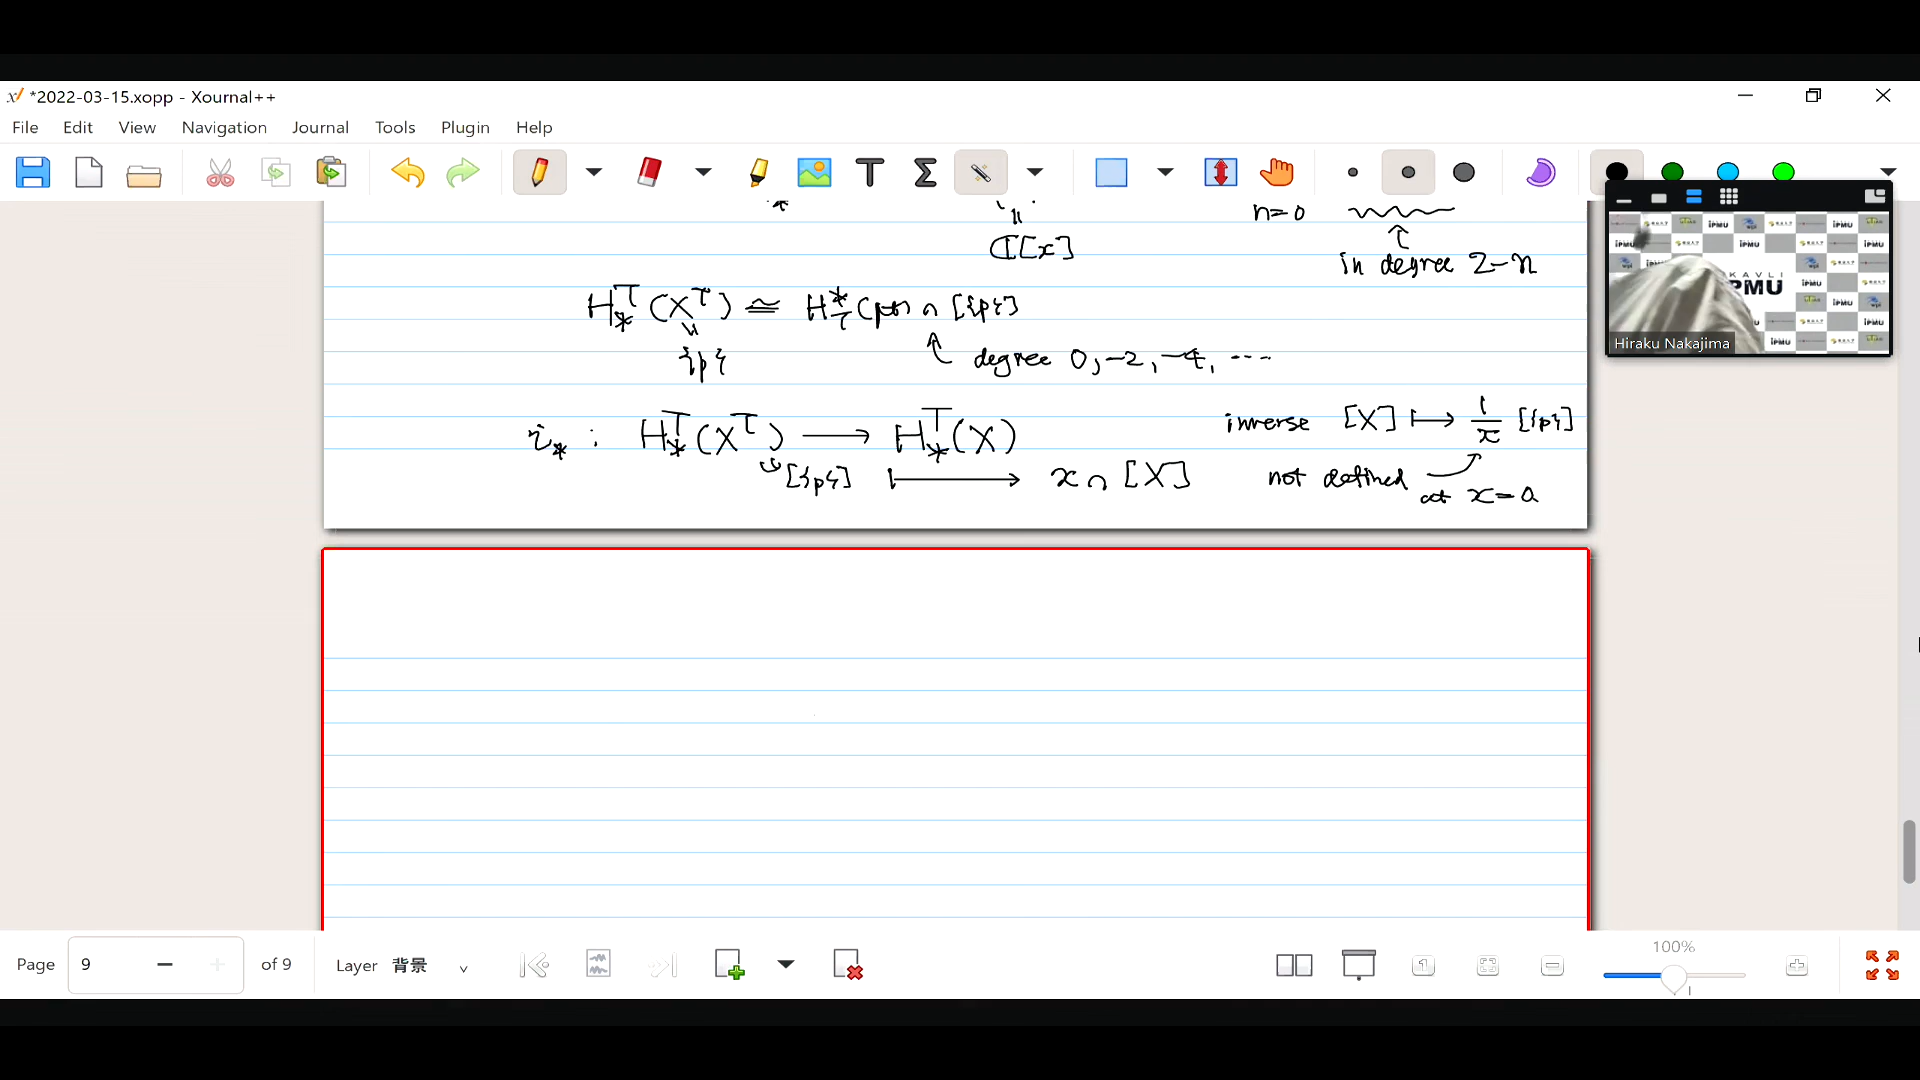 *2022-03-15.xopp - Xournal++
File Edit View Navigation Journal Tools Plugin Help
n=0
ℂ[x]
in degree 2-n
H^T_*(X^T) ≅ H^*_T(pt) ∩ [{p}]
{p}
degree 0, -2, -4, ...
i_* : H^T_*(X^T) ⟶ H^T_*(X)
inverse [X] ⟼ 1/x [{p}]
[{p}] ⟼ x ∩ [X]
not defined at x=0
Hiraku Nakajima
Page 9 of 9 Layer 背景
100%